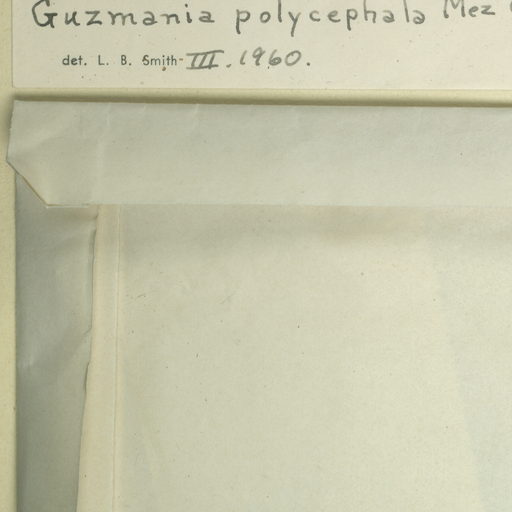 Guzmania polycephala Mez
det. L. B. Smith-III.1960.